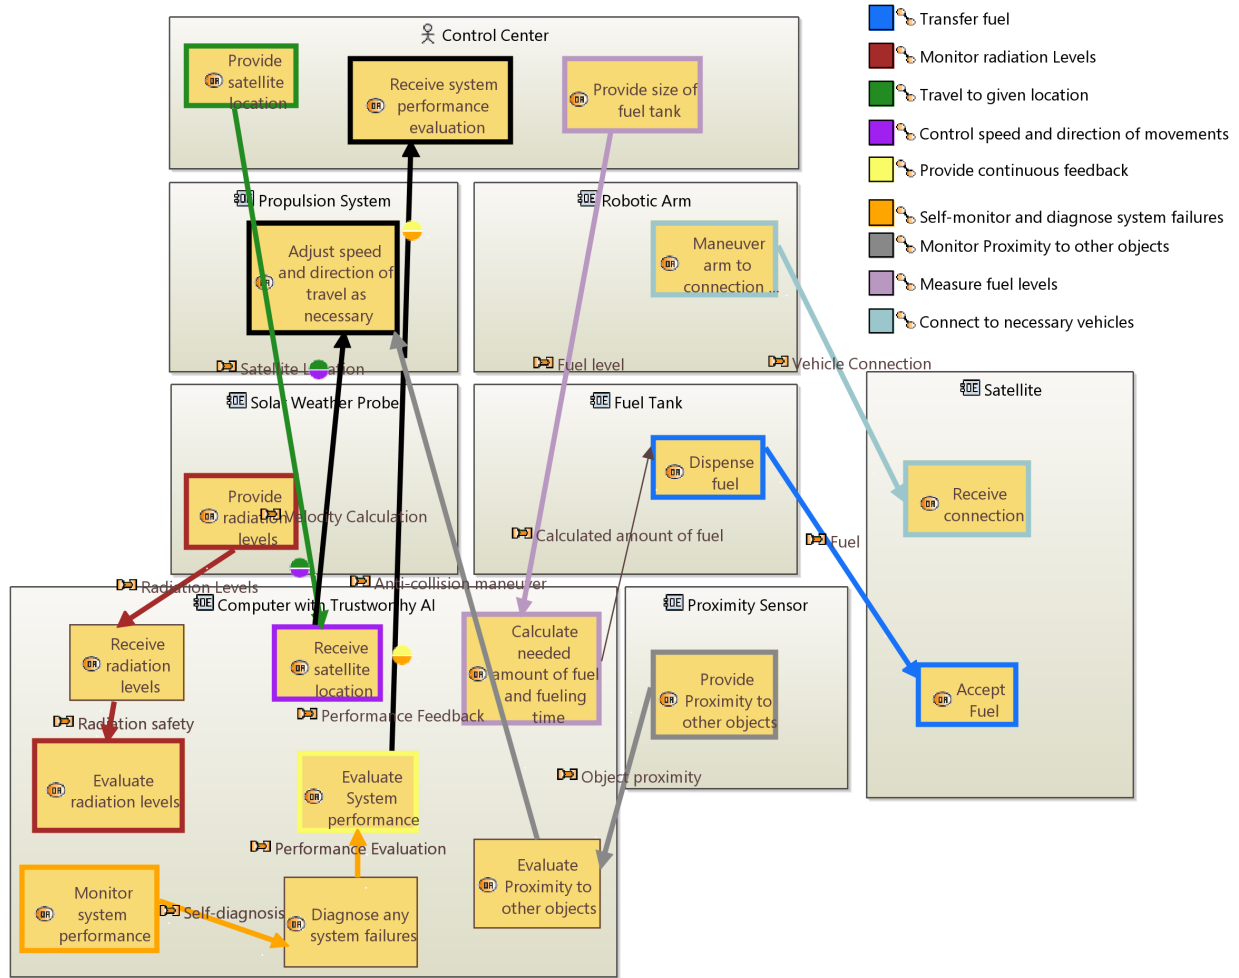 Control Center
Provide
satellite
location
Receive system
performance
evaluation
Provide size of
fuel tank
Transfer fuel
Monitor radiation Levels
Travel to given location
Control speed and direction of movements
Provide continuous feedback
Self-monitor and diagnose system failures
Monitor Proximity to other objects
Measure fuel levels
Connect to necessary vehicles
Propulsion System
Adjust speed
and direction of
travel as
necessary
Satellite Location
Robotic Arm
Maneuver
arm to
connection ...
Fuel level
Vehicle Connection
Solar Weather Probe
Provide
radiation
levels
Velocity Calculation
Radiation Levels
Anti-collision maneuver
Fuel Tank
Dispense
fuel
Calculated amount of fuel
Fuel
Satellite
Receive
connection
Accept
Fuel
Computer with Trustworthy AI
Receive
radiation
levels
Receive
satellite
location
Calculate
needed
amount of fuel
and fueling
time
Radiation safety
Performance Feedback
Evaluate
radiation levels
Evaluate
System
performance
Object proximity
Performance Evaluation
Monitor
system
performance
Self-diagnosis
Diagnose any
system failures
Evaluate
Proximity to
other objects
Proximity Sensor
Provide
Proximity to
other objects
OE
OA